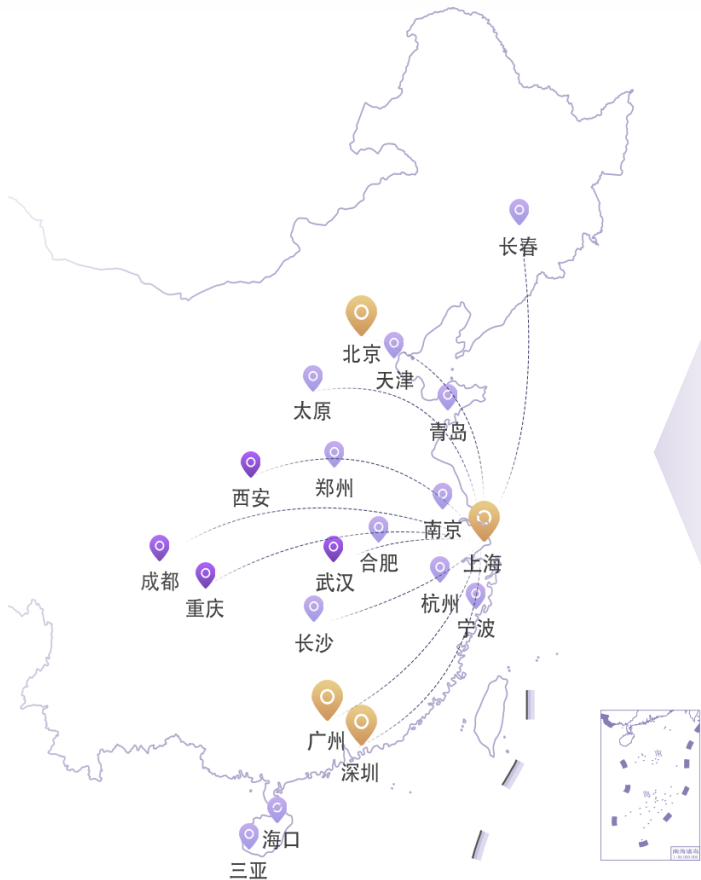 长春
北京
天津
太原
青岛
郑州
西安
南京
合肥
上海
成都
武汉
重庆
杭州
宁波
长沙
广州
深圳
海口
三亚
南
海
南海诸岛